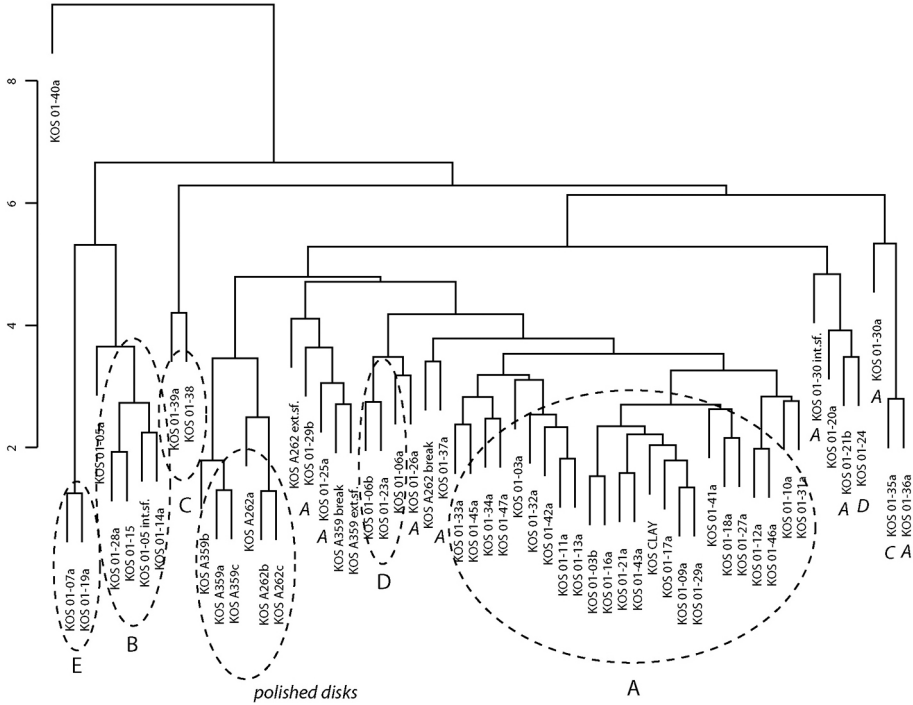 8
6
4
2
KOS 01-40a
KOS 01-07a
KOS 01-19a
KOS 01-05a
KOS 01-28a
KOS 01-15
KOS 01-05 int.sf.
KOS 01-14a
KOS 01-39a
KOS 01-38
KOS A359b
KOS A359a
KOS A359c
KOS A262a
KOS A262b
KOS A262c
KOS A262 ext.sf.
KOS 01-29b
KOS 01-25a
KOS A359 break
KOS A359 ext.sf.
KOS 01-06b
KOS 01-23a
KOS 01-06a
KOS 01-26a
KOS A262 break
KOS 01-37a
KOS 01-33a
KOS 01-45a
KOS 01-34a
KOS 01-47a
KOS 01-03a
KOS 01-32a
KOS 01-42a
KOS 01-11a
KOS 01-13a
KOS 01-03b
KOS 01-16a
KOS 01-21a
KOS 01-43a
KOS CLAY
KOS 01-17a
KOS 01-09a
KOS 01-29a
KOS 01-41a
KOS 01-18a
KOS 01-27a
KOS 01-12a
KOS 01-46a
KOS 01-10a
KOS 01-31a
KOS 01-30 int.sf.
KOS 01-20a
KOS 01-21b
KOS 01-24
KOS 01-30a
KOS 01-35a
KOS 01-36a
A
A
C
A
A
A
A
A
D
C
A
D
E
B
polished disks
A